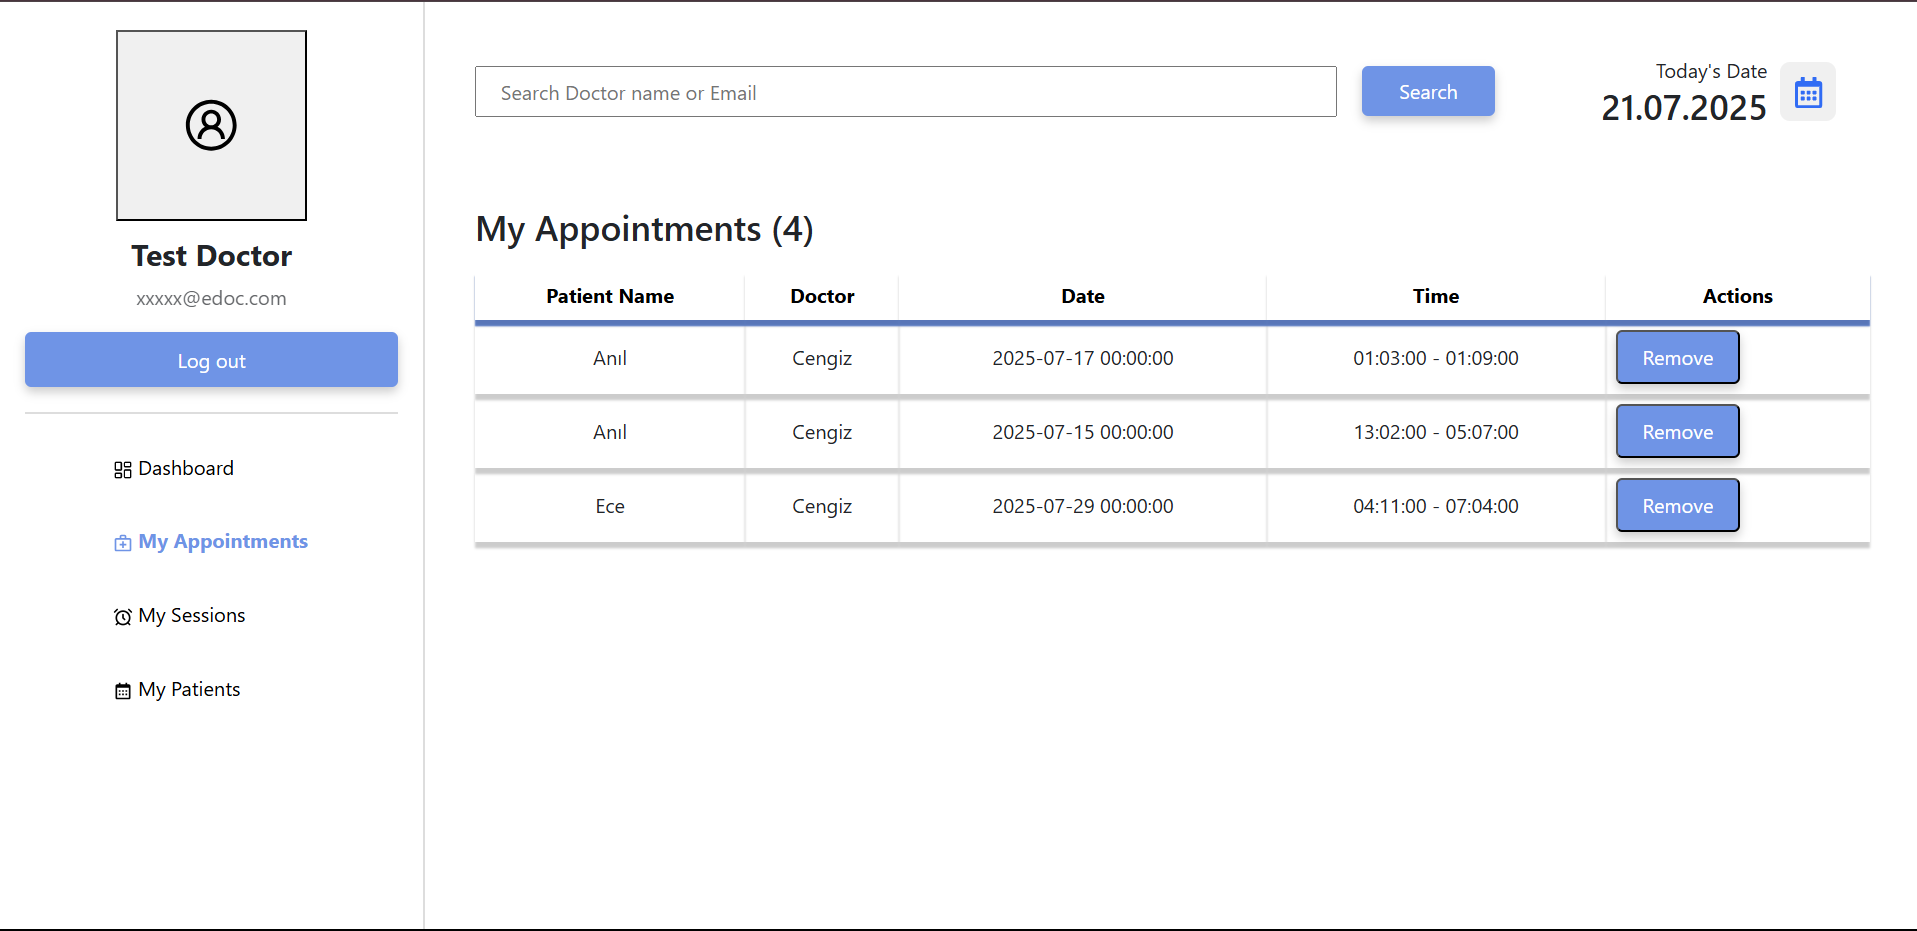 Test Doctor
xxxxx@edoc.com
Log out
Dashboard
My Appointments
My Sessions
My Patients
Search Doctor name or Email
Search
Today's Date
21.07.2025
My Appointments (4)
Patient Name Doctor Date Time Actions
Anıl Cengiz 2025-07-17 00:00:00 01:03:00 - 01:09:00 Remove
Anıl Cengiz 2025-07-15 00:00:00 13:02:00 - 05:07:00 Remove
Ece Cengiz 2025-07-29 00:00:00 04:11:00 - 07:04:00 Remove